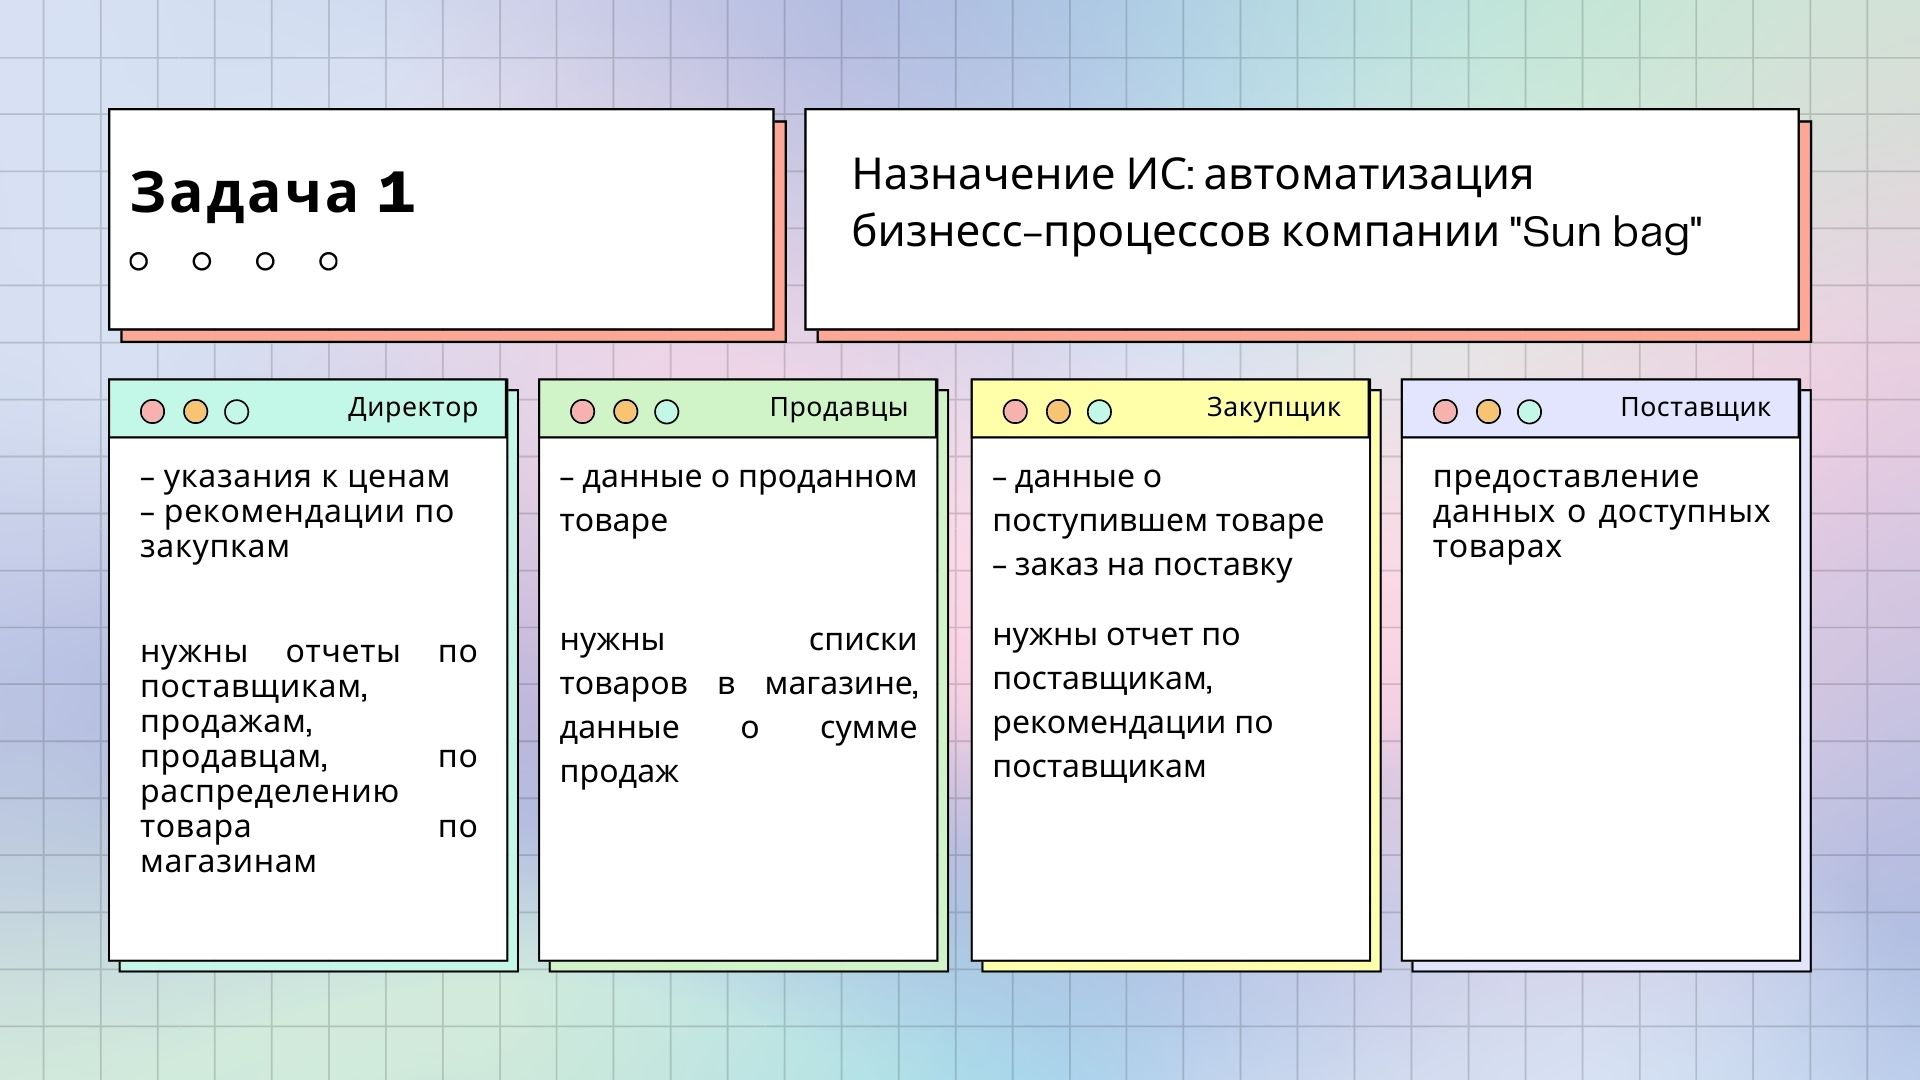 Задача 1
Назначение ИС: автоматизация
бизнесс–процессов компании "Sun bag"
Директор
– указания к ценам
– рекомендации по
закупкам
нужны отчеты по
поставщикам,
продажам,
продавцам, по
распределению
товара по
магазинам
Продавцы
– данные о проданном
товаре
нужны списки
товаров в магазине,
данные о сумме
продаж
Закупщик
– данные о
поступившем товаре
– заказ на поставку
нужны отчет по
поставщикам,
рекомендации по
поставщикам
Поставщик
предоставление
данных о доступных
товарах